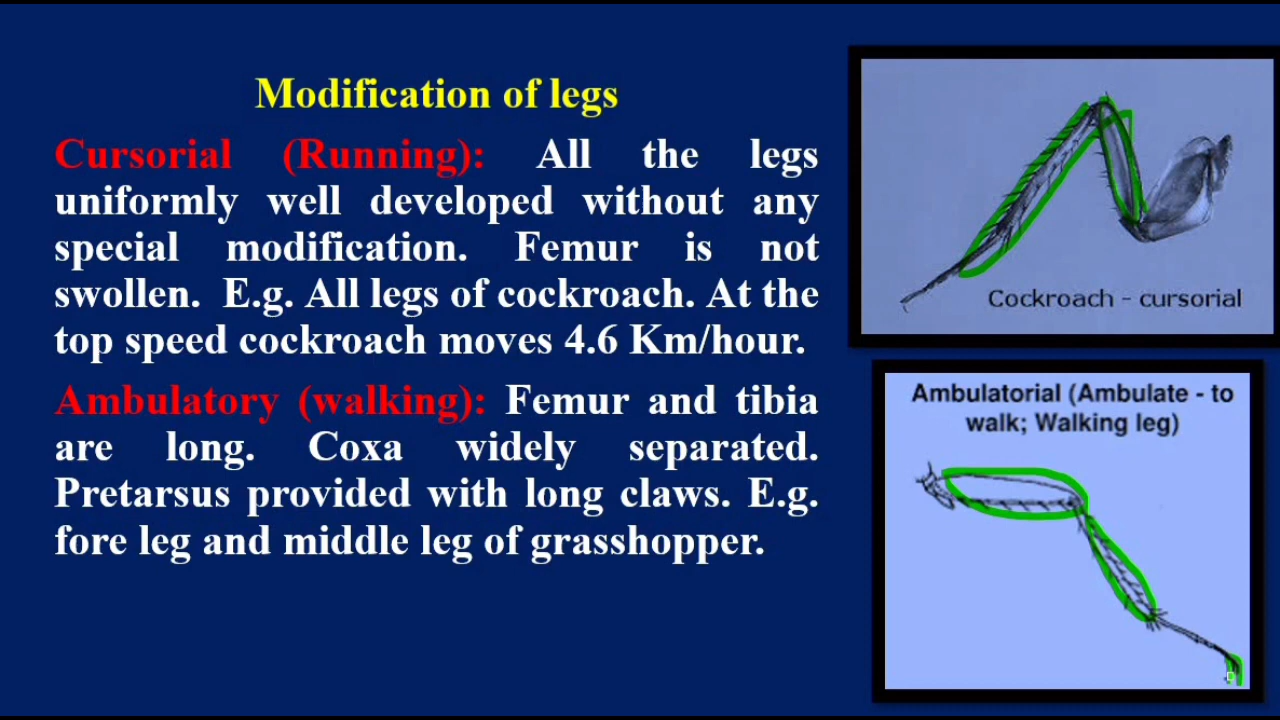 Modification of legs
Cursorial (Running): All the legs
uniformly well developed without any
special modification. Femur is not
swollen. E.g. All legs of cockroach. At the
top speed cockroach moves 4.6 Km/hour.
Ambulatory (walking): Femur and tibia
are long. Coxa widely separated.
Pretarsus provided with long claws. E.g.
fore leg and middle leg of grasshopper.
Cockroach - cursorial
Ambulatorial (Ambulate - to
walk; Walking leg)